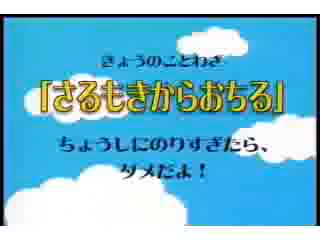 きょうのことわざ
「さるもきからおちる」
ちょうしにのりすぎたら、
ダメだよ！